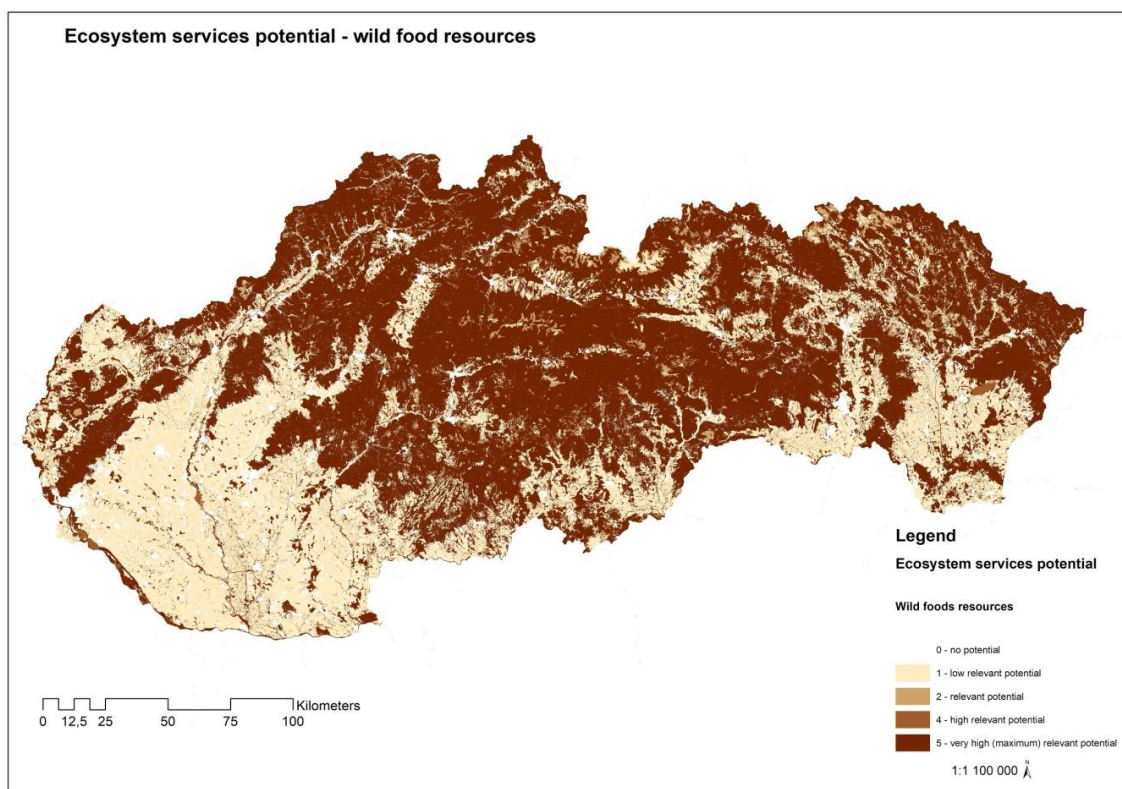 Ecosystem services potential - wild food resources
Legend
Ecosystem services potential
Wild foods resources
0 - no potential
1 - low relevant potential
2 - relevant potential
4 - high relevant potential
5 - very high (maximum) relevant potential
1:1 100 000
N
Kilometers
0 12,5 25 50 75 100